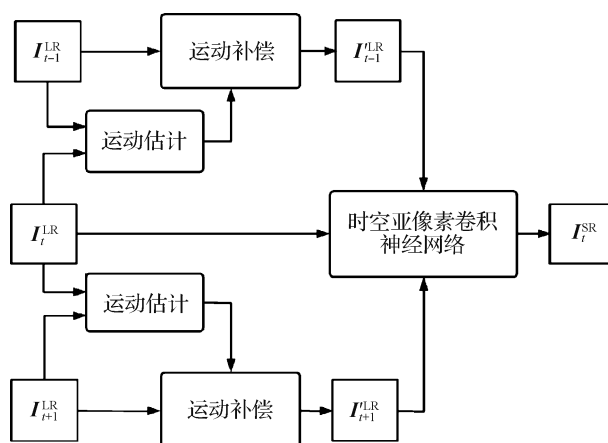 I_{t-1}^{LR}
运动补偿
I'_{t-1}^{LR}
运动估计
I_t^{LR}
时空亚像素卷积
神经网络
I_t^{SR}
运动估计
I_{t+1}^{LR}
运动补偿
I'_{t+1}^{LR}